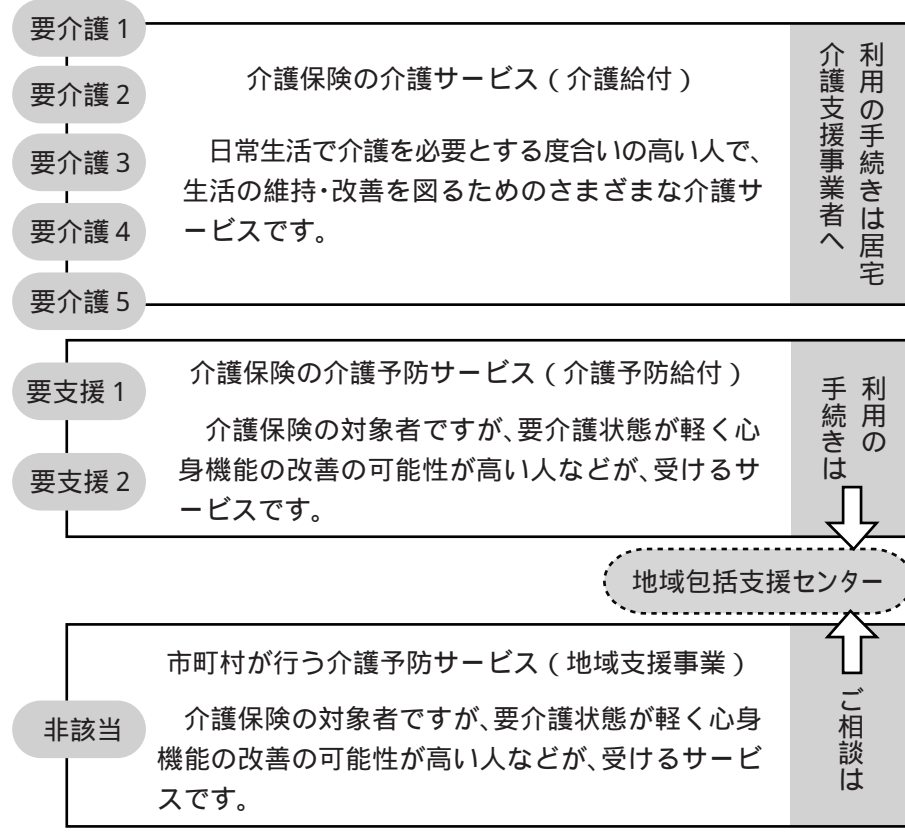 要介護 1
要介護 2
要介護 3
要介護 4
要介護 5
介護保険の介護サービス ( 介護給付 )
日常生活で介護を必要とする度合いの高い人で、
生活の維持・改善を図るためのさまざまな介護サ
ービスです。
利用の手続きは居宅
介護支援事業者へ
要支援 1
要支援 2
介護保険の介護予防サービス ( 介護予防給付 )
介護保険の対象者ですが、要介護状態が軽く心
身機能の改善の可能性が高い人などが、受けるサ
ービスです。
利用の
手続きは
地域包括支援センター
非該当
市町村が行う介護予防サービス ( 地域支援事業 )
介護保険の対象者ですが、要介護状態が軽く心身
機能の改善の可能性が高い人などが、受けるサービ
スです。
ご相談は